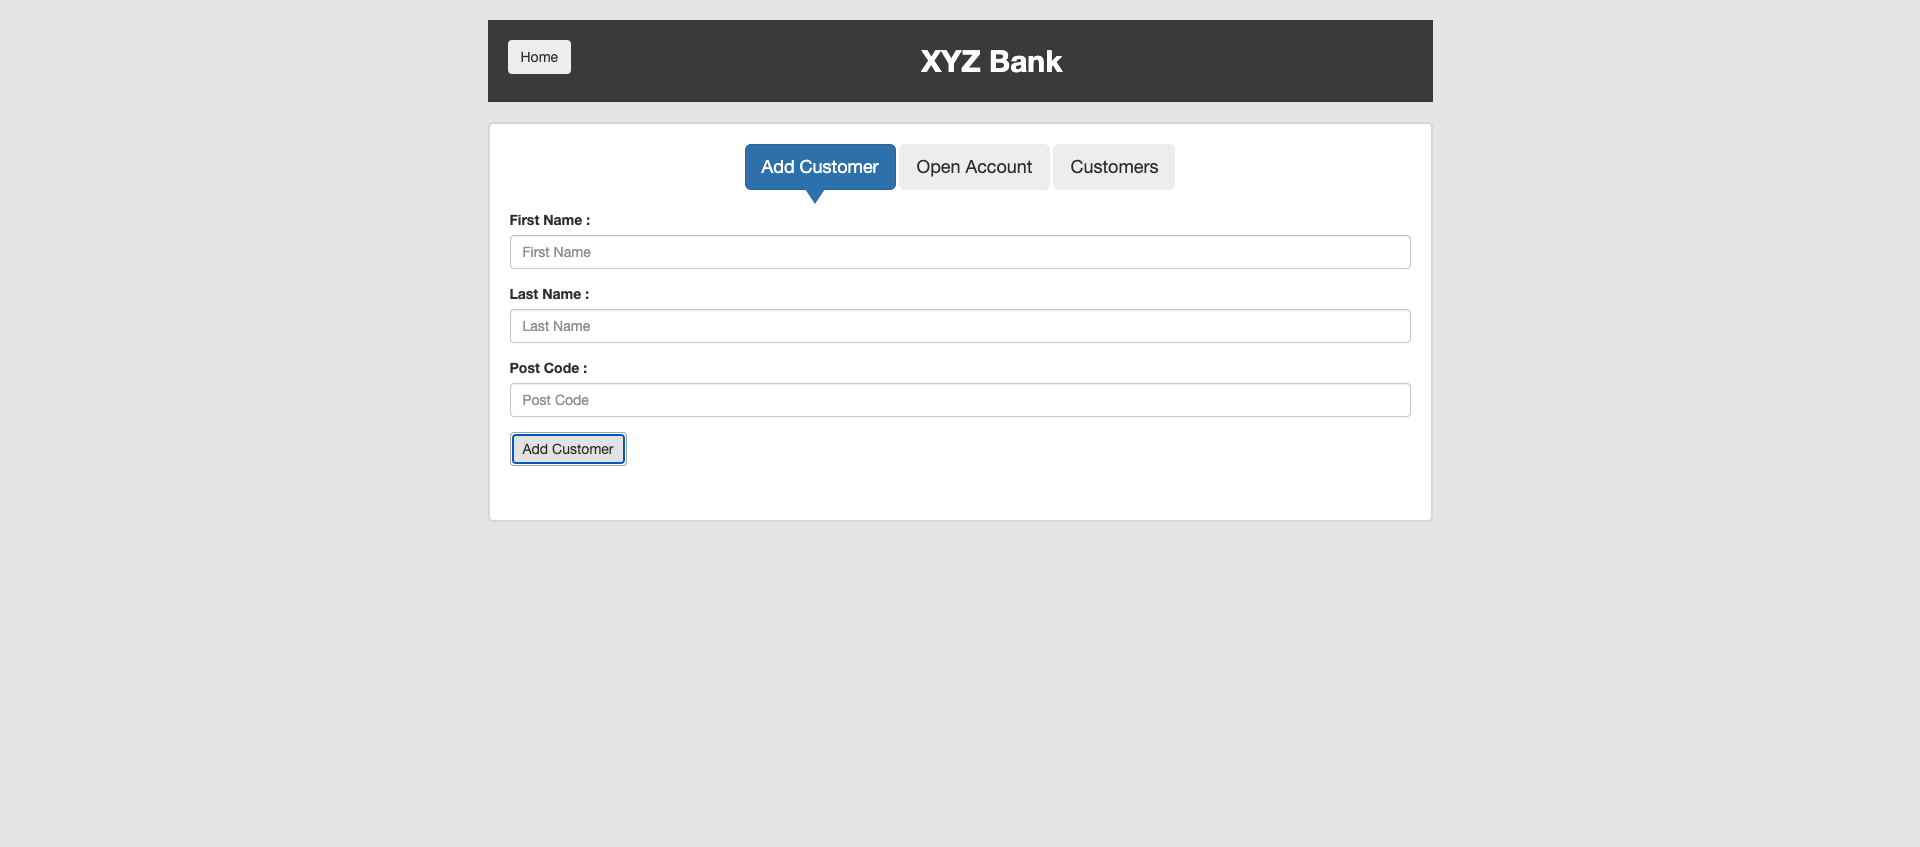 Home
XYZ Bank
Add Customer
Open Account
Customers
First Name :
First Name
Last Name :
Last Name
Post Code :
Post Code
Add Customer